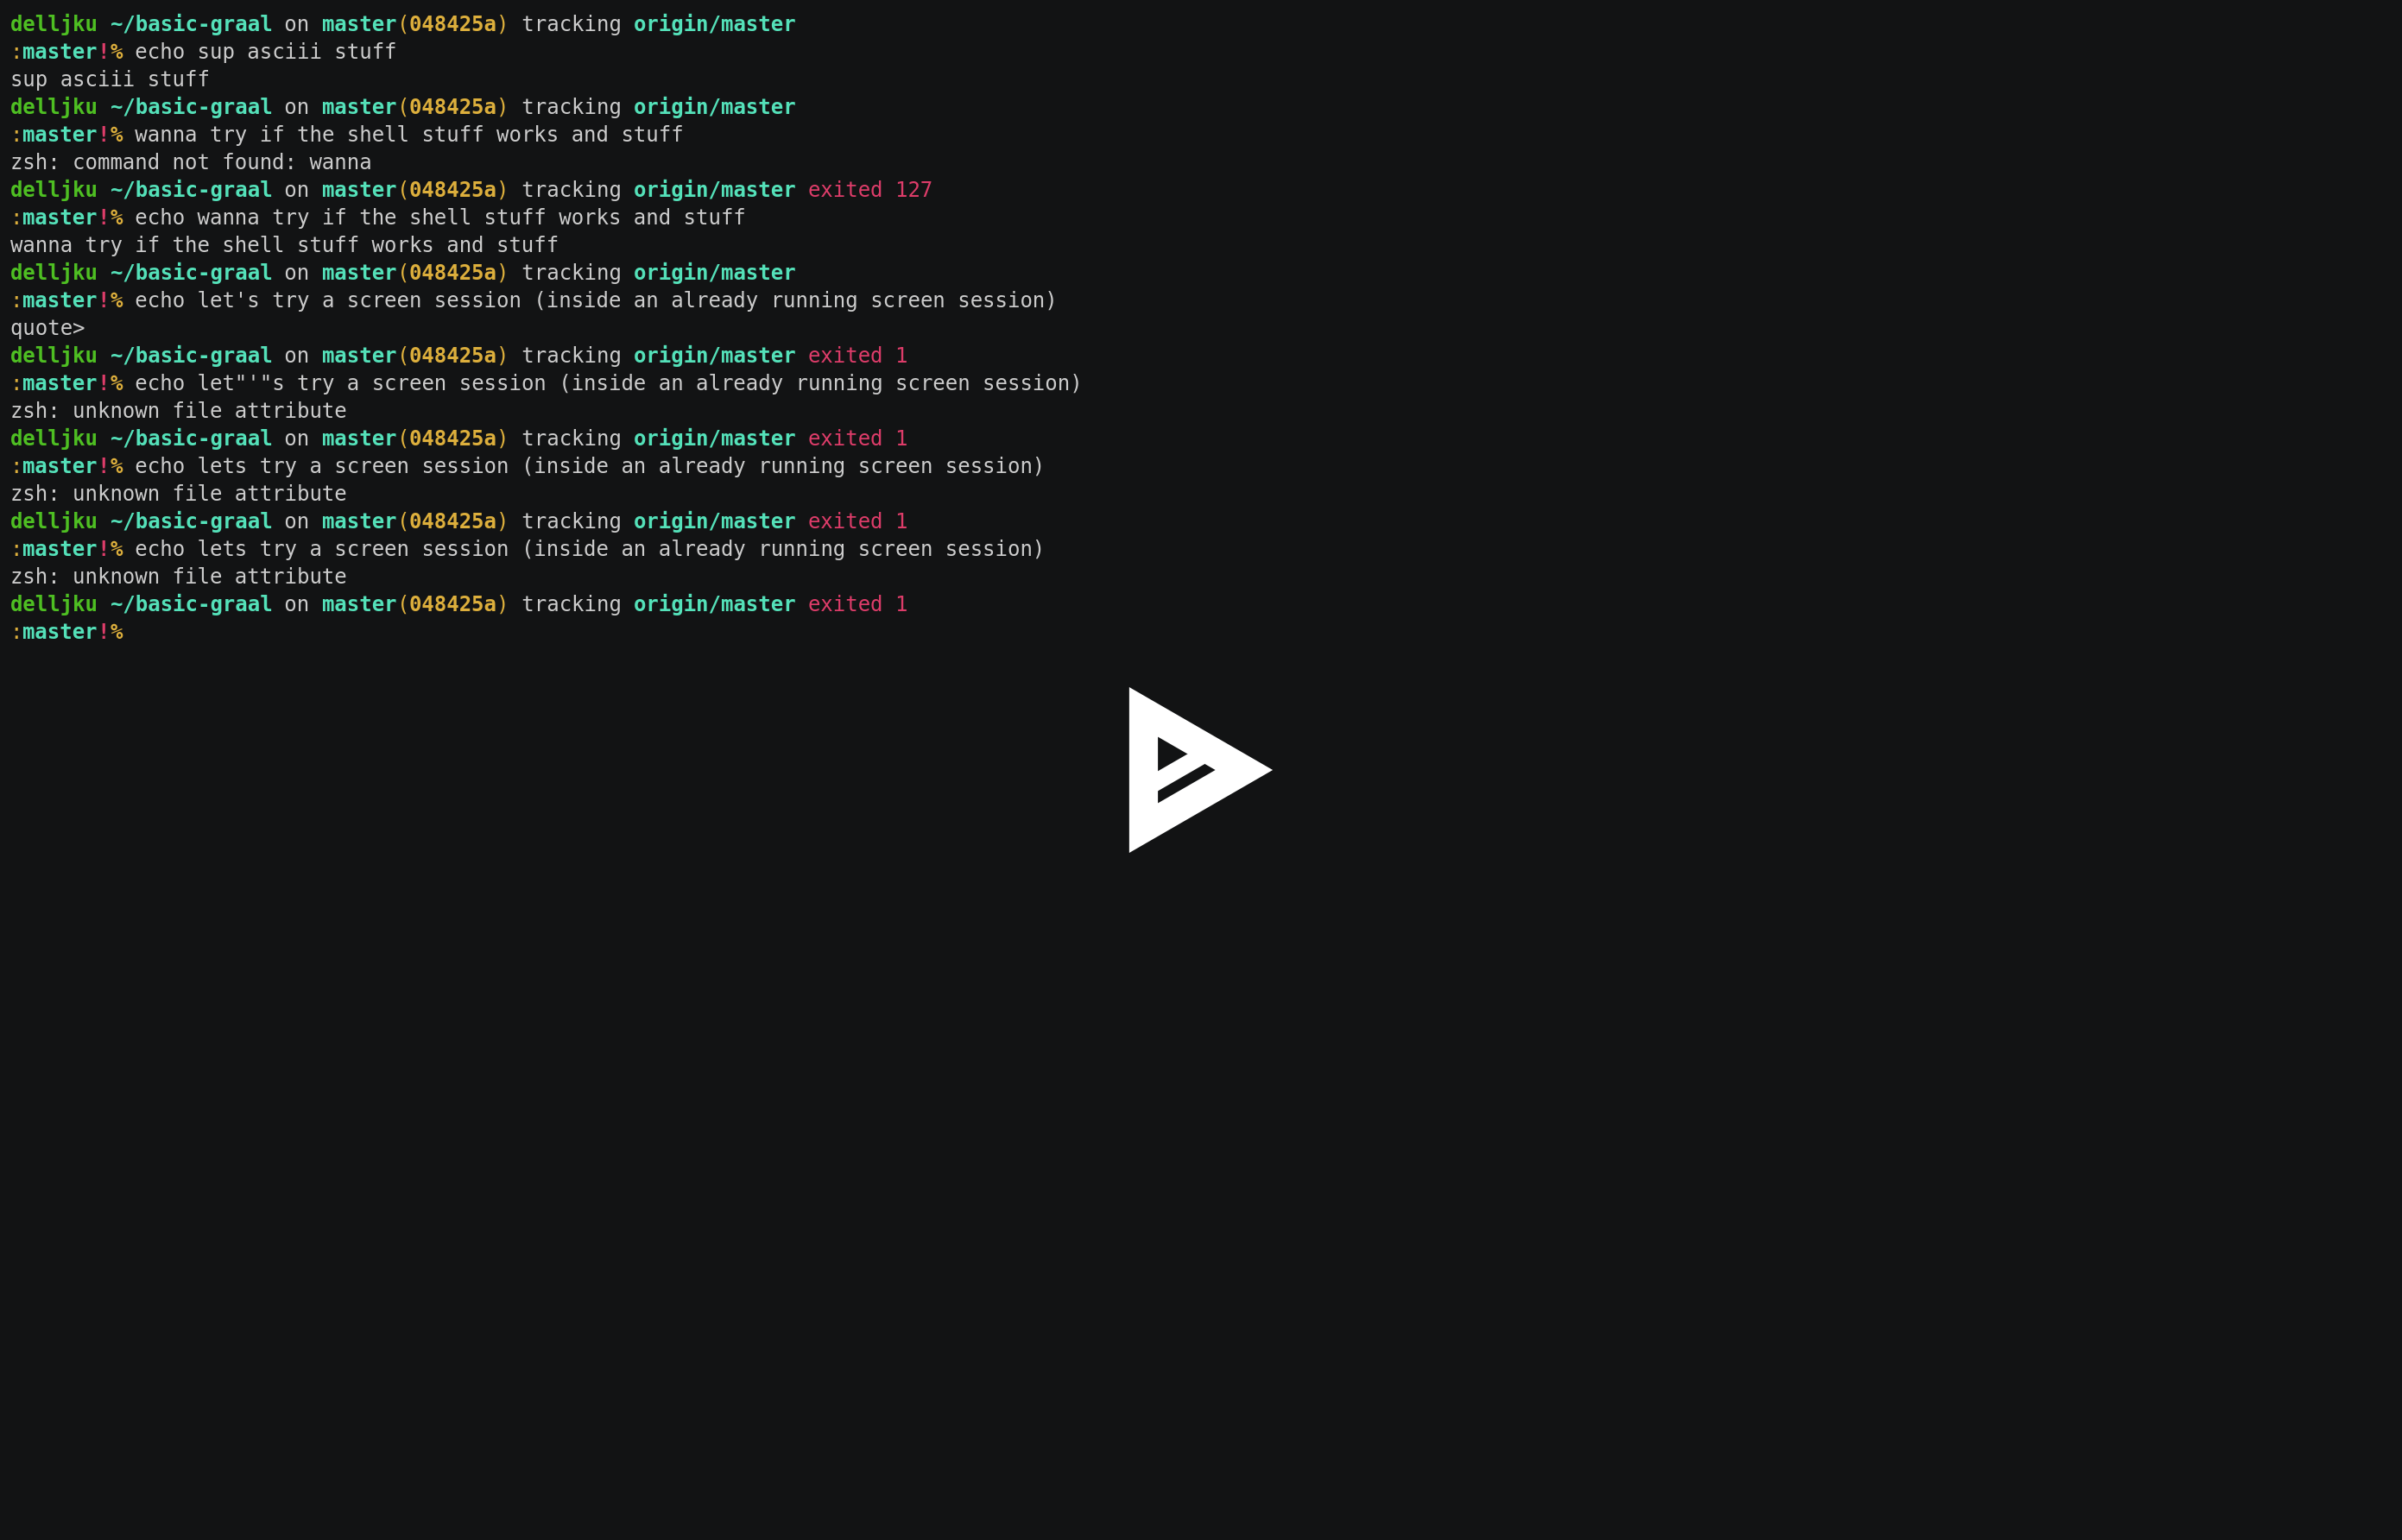 delljku ~/basic-graal on master(048425a) tracking origin/master
:master!% echo sup asciii stuff
sup asciii stuff
delljku ~/basic-graal on master(048425a) tracking origin/master
:master!% wanna try if the shell stuff works and stuff
zsh: command not found: wanna
delljku ~/basic-graal on master(048425a) tracking origin/master exited 127
:master!% echo wanna try if the shell stuff works and stuff
wanna try if the shell stuff works and stuff
delljku ~/basic-graal on master(048425a) tracking origin/master
:master!% echo let's try a screen session (inside an already running screen session)
quote>
delljku ~/basic-graal on master(048425a) tracking origin/master exited 1
:master!% echo let"'"s try a screen session (inside an already running screen session)
zsh: unknown file attribute
delljku ~/basic-graal on master(048425a) tracking origin/master exited 1
:master!% echo lets try a screen session (inside an already running screen session)
zsh: unknown file attribute
delljku ~/basic-graal on master(048425a) tracking origin/master exited 1
:master!% echo lets try a screen session (inside an already running screen session)
zsh: unknown file attribute
delljku ~/basic-graal on master(048425a) tracking origin/master exited 1
:master!%